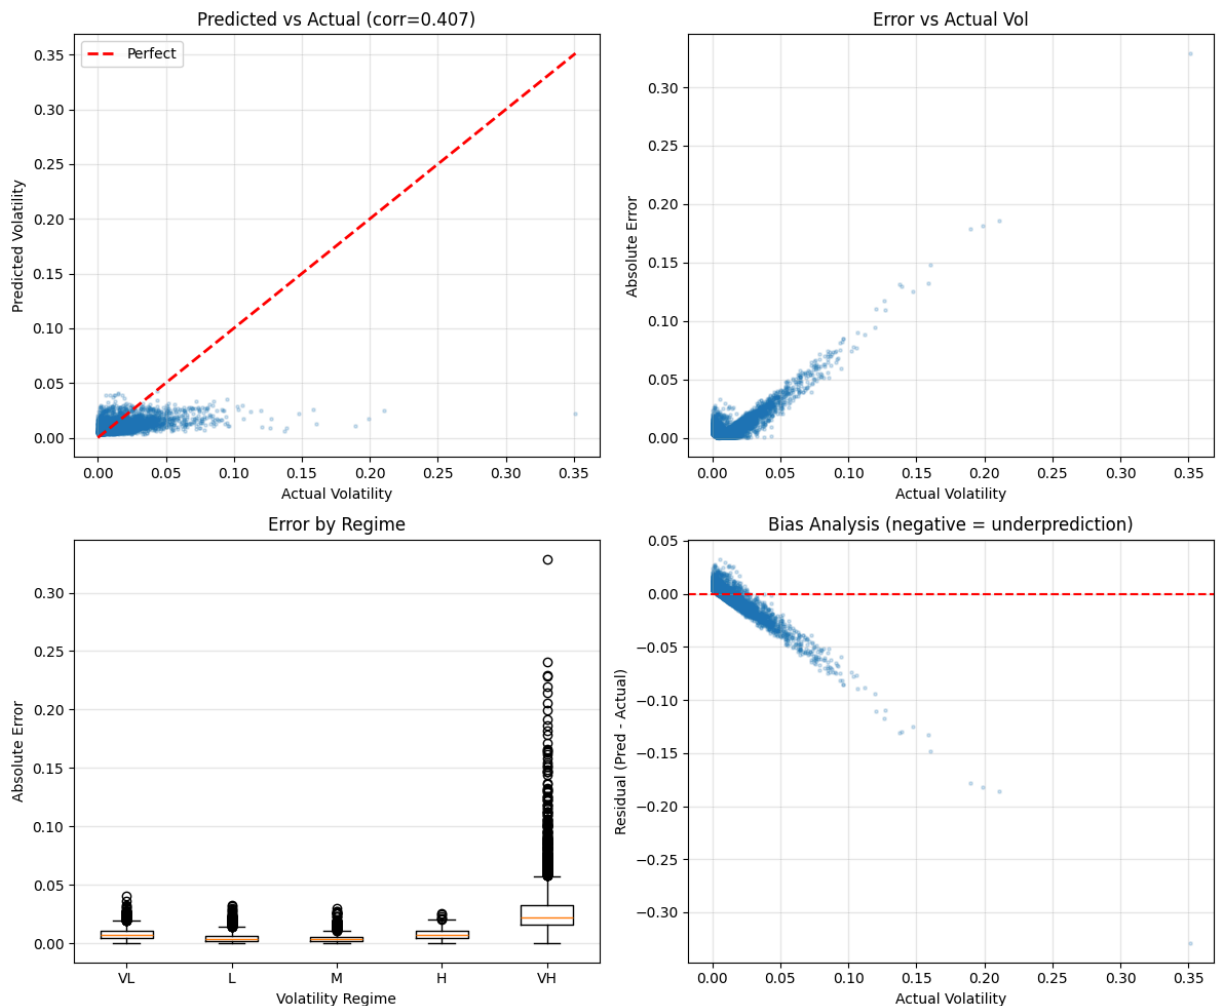 Predicted vs Actual (corr=0.407)
Perfect
0.35
0.30
0.25
0.20
0.15
0.10
0.05
0.00
Predicted Volatility
0.00 0.05 0.10 0.15 0.20 0.25 0.30 0.35
Actual Volatility
Error vs Actual Vol
0.30
0.25
0.20
0.15
0.10
0.05
0.00
Absolute Error
0.00 0.05 0.10 0.15 0.20 0.25 0.30 0.35
Actual Volatility
Error by Regime
0.30
0.25
0.20
0.15
0.10
0.05
0.00
Absolute Error
VL L M H VH
Volatility Regime
Bias Analysis (negative = underprediction)
0.05
0.00
−0.05
−0.10
−0.15
−0.20
−0.25
−0.30
Residual (Pred - Actual)
0.00 0.05 0.10 0.15 0.20 0.25 0.30 0.35
Actual Volatility